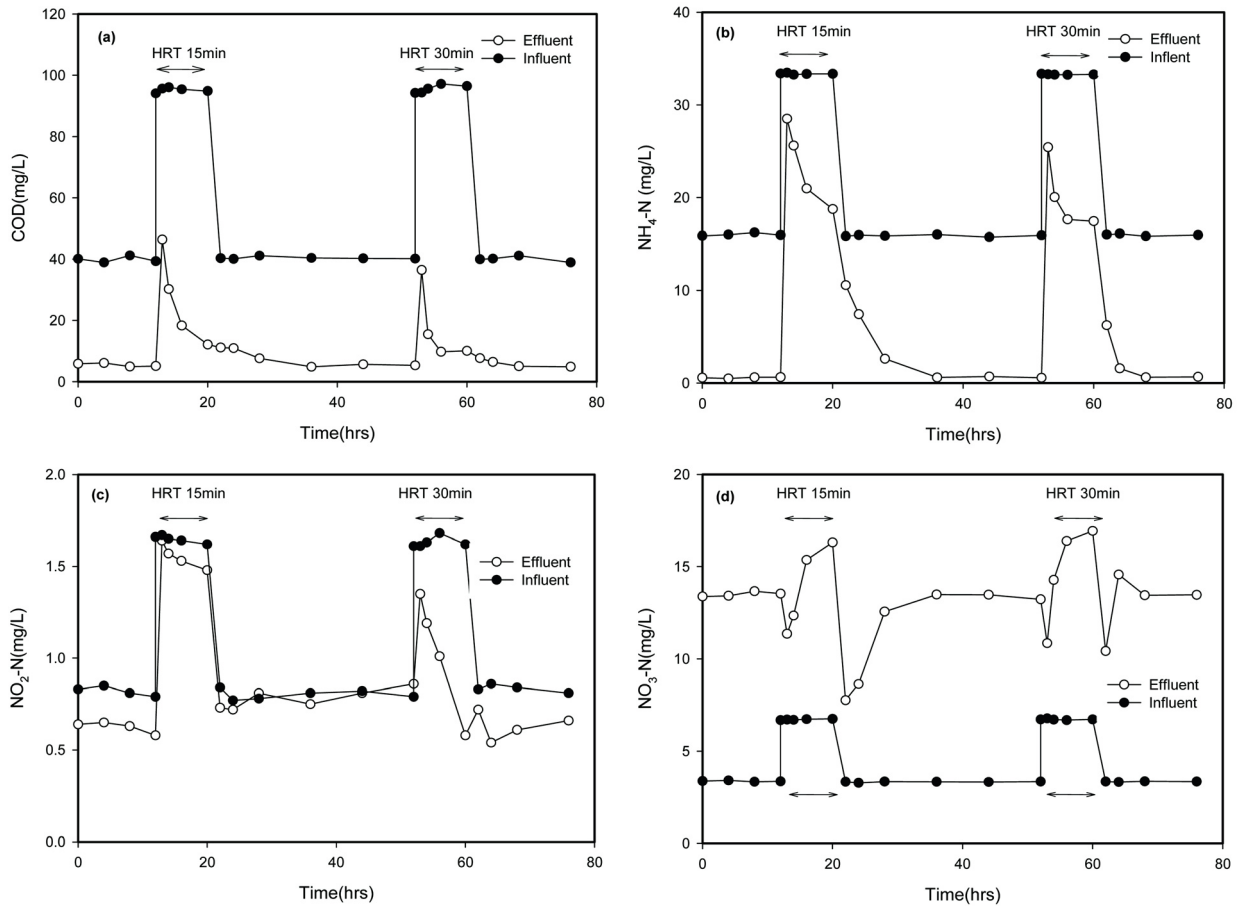 (a)
HRT 15min
HRT 30min
Effluent
Influent
COD(mg/L)
120
100
80
60
40
20
0
0 20 40 60 80
Time(hrs)
(b)
HRT 15min
HRT 30min
Effluent
Inflent
NH4-N (mg/L)
40
30
20
10
0
0 20 40 60 80
Time(hrs)
(c)
HRT 15min
HRT 30min
Effluent
Influent
NO2-N(mg/L)
2.0
1.5
1.0
0.5
0.0
0 20 40 60 80
Time(hrs)
(d)
HRT 15min
HRT 30min
Effluent
Influent
NO3-N(mg/L)
20
15
10
5
0
0 20 40 60 80
Time(hrs)